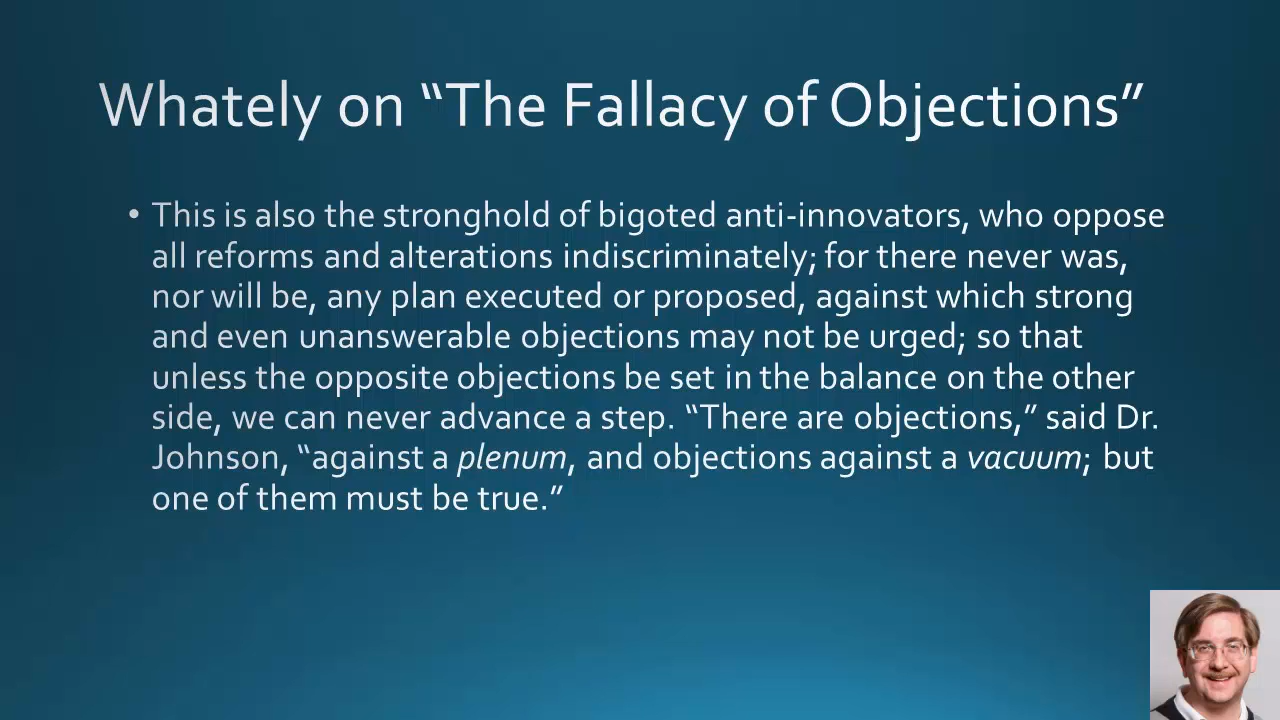 Whately on “The Fallacy of Objections”
• This is also the stronghold of bigoted anti-innovators, who oppose
all reforms and alterations indiscriminately; for there never was,
nor will be, any plan executed or proposed, against which strong
and even unanswerable objections may not be urged; so that
unless the opposite objections be set in the balance on the other
side, we can never advance a step. “There are objections,” said Dr.
Johnson, “against a plenum, and objections against a vacuum; but
one of them must be true.”